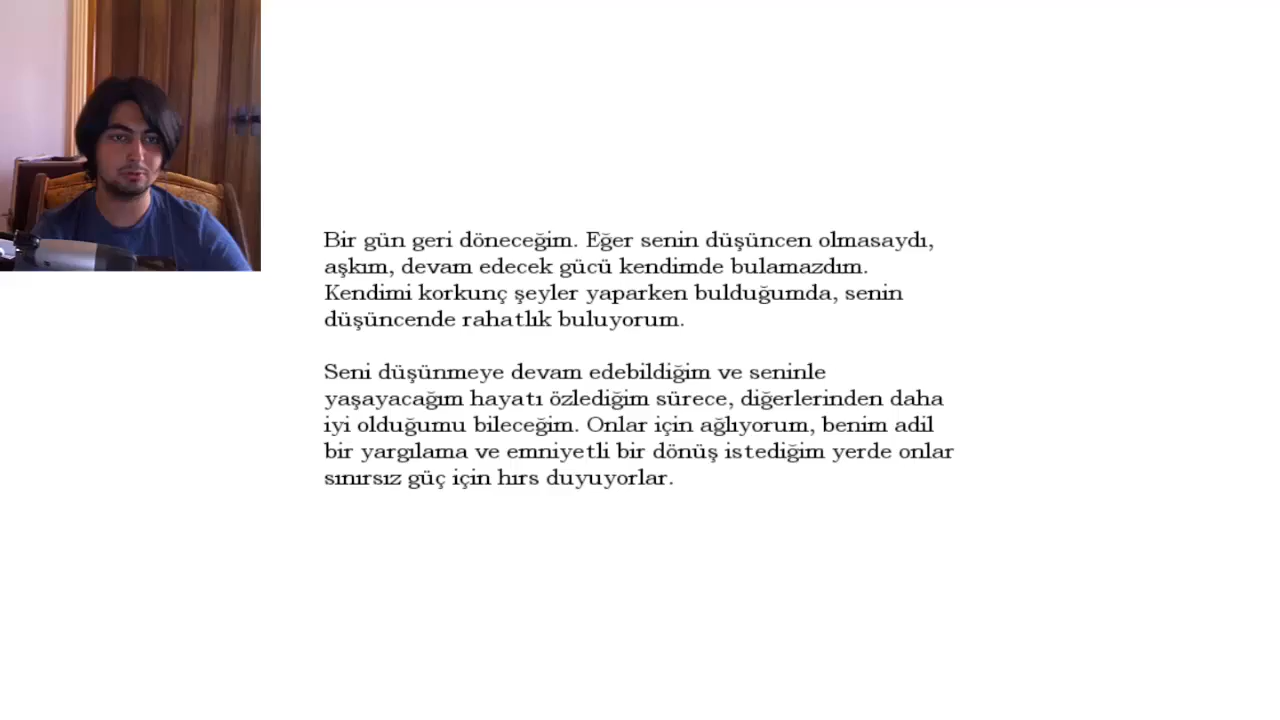 Bir gün geri döneceğim. Eğer senin düşüncen olmasaydı,
aşkım, devam edecek gücü kendimde bulamazdım.
Kendimi korkunç şeyler yaparken bulduğumda, senin
düşüncende rahatlık buluyorum.
Seni düşünmeye devam edebildiğim ve seninle
yaşayacağım hayatı özlediğim sürece, diğerlerinden daha
iyi olduğumu bileceğim. Onlar için ağlıyorum, benim adil
bir yargılama ve emniyetli bir dönüş istediğim yerde onlar
sınırsız güç için hırs duyuyorlar.